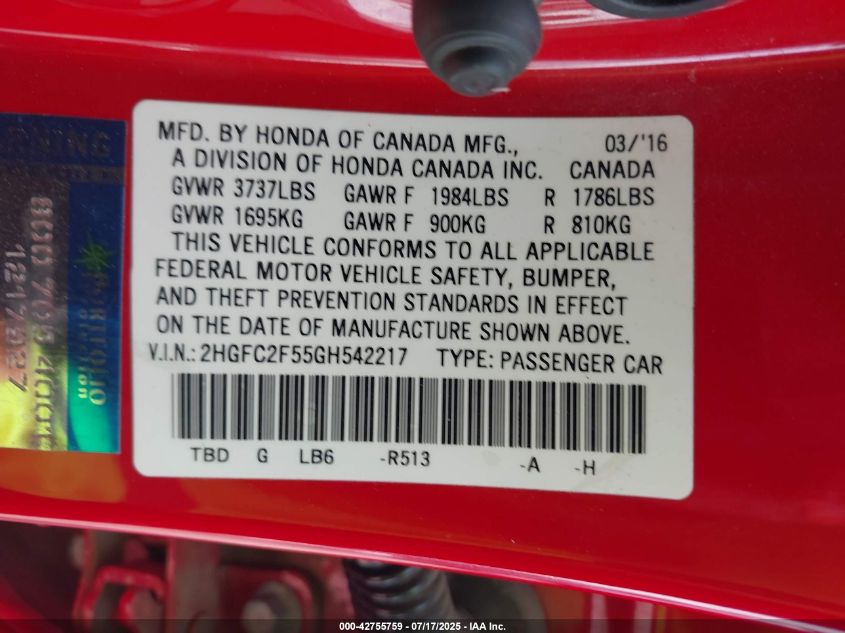 MFD. BY HONDA OF CANADA MFG., 03/'16
A DIVISION OF HONDA CANADA INC. CANADA
GVWR 3737LBS GAWR F 1984LBS R 1786LBS
GVWR 1695KG GAWR F 900KG R 810KG
THIS VEHICLE CONFORMS TO ALL APPLICABLE
FEDERAL MOTOR VEHICLE SAFETY, BUMPER,
AND THEFT PREVENTION STANDARDS IN EFFECT
ON THE DATE OF MANUFACTURE SHOWN ABOVE.
V.I.N.: 2HGFC2F55GH542217 TYPE: PASSENGER CAR
TBD G LB6 -R513 -A -H
000-42755759 - 07/17/2025 - IAA Inc.